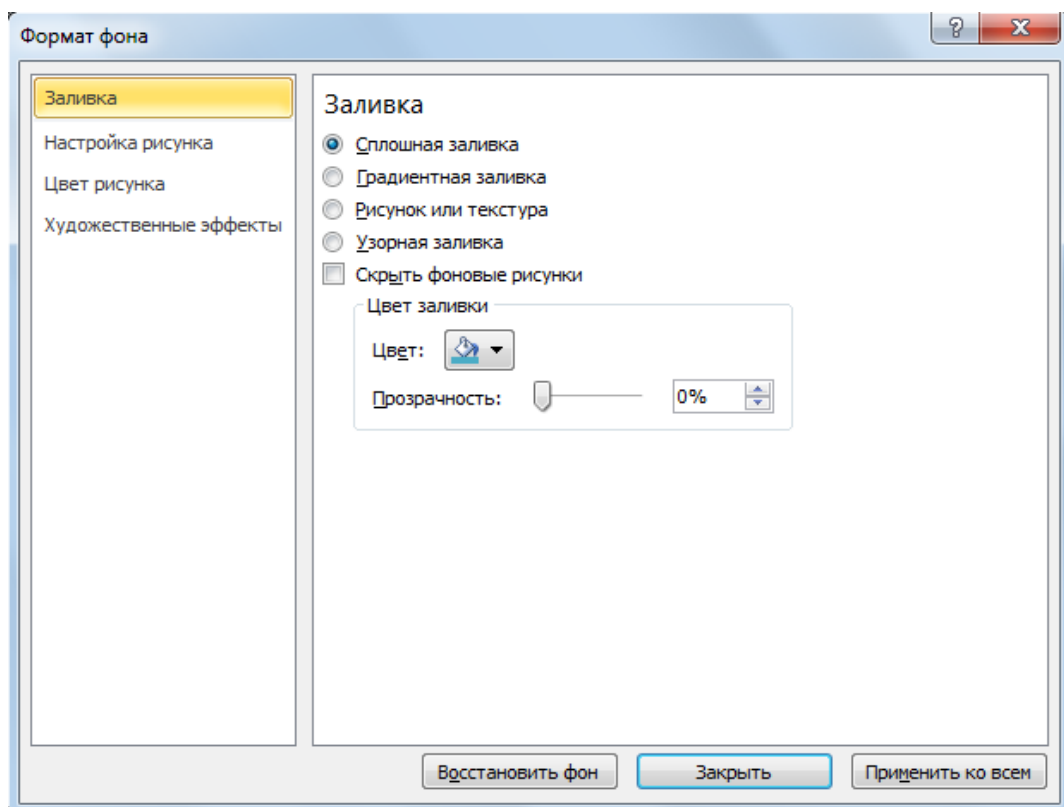 Формат фона
Заливка
Настройка рисунка
Цвет рисунка
Художественные эффекты
Заливка
Сплошная заливка
Градиентная заливка
Рисунок или текстура
Узорная заливка
Скрыть фоновые рисунки
Цвет заливки
Цвет:
Прозрачность: 0%
Восстановить фон Закрыть Применить ко всем